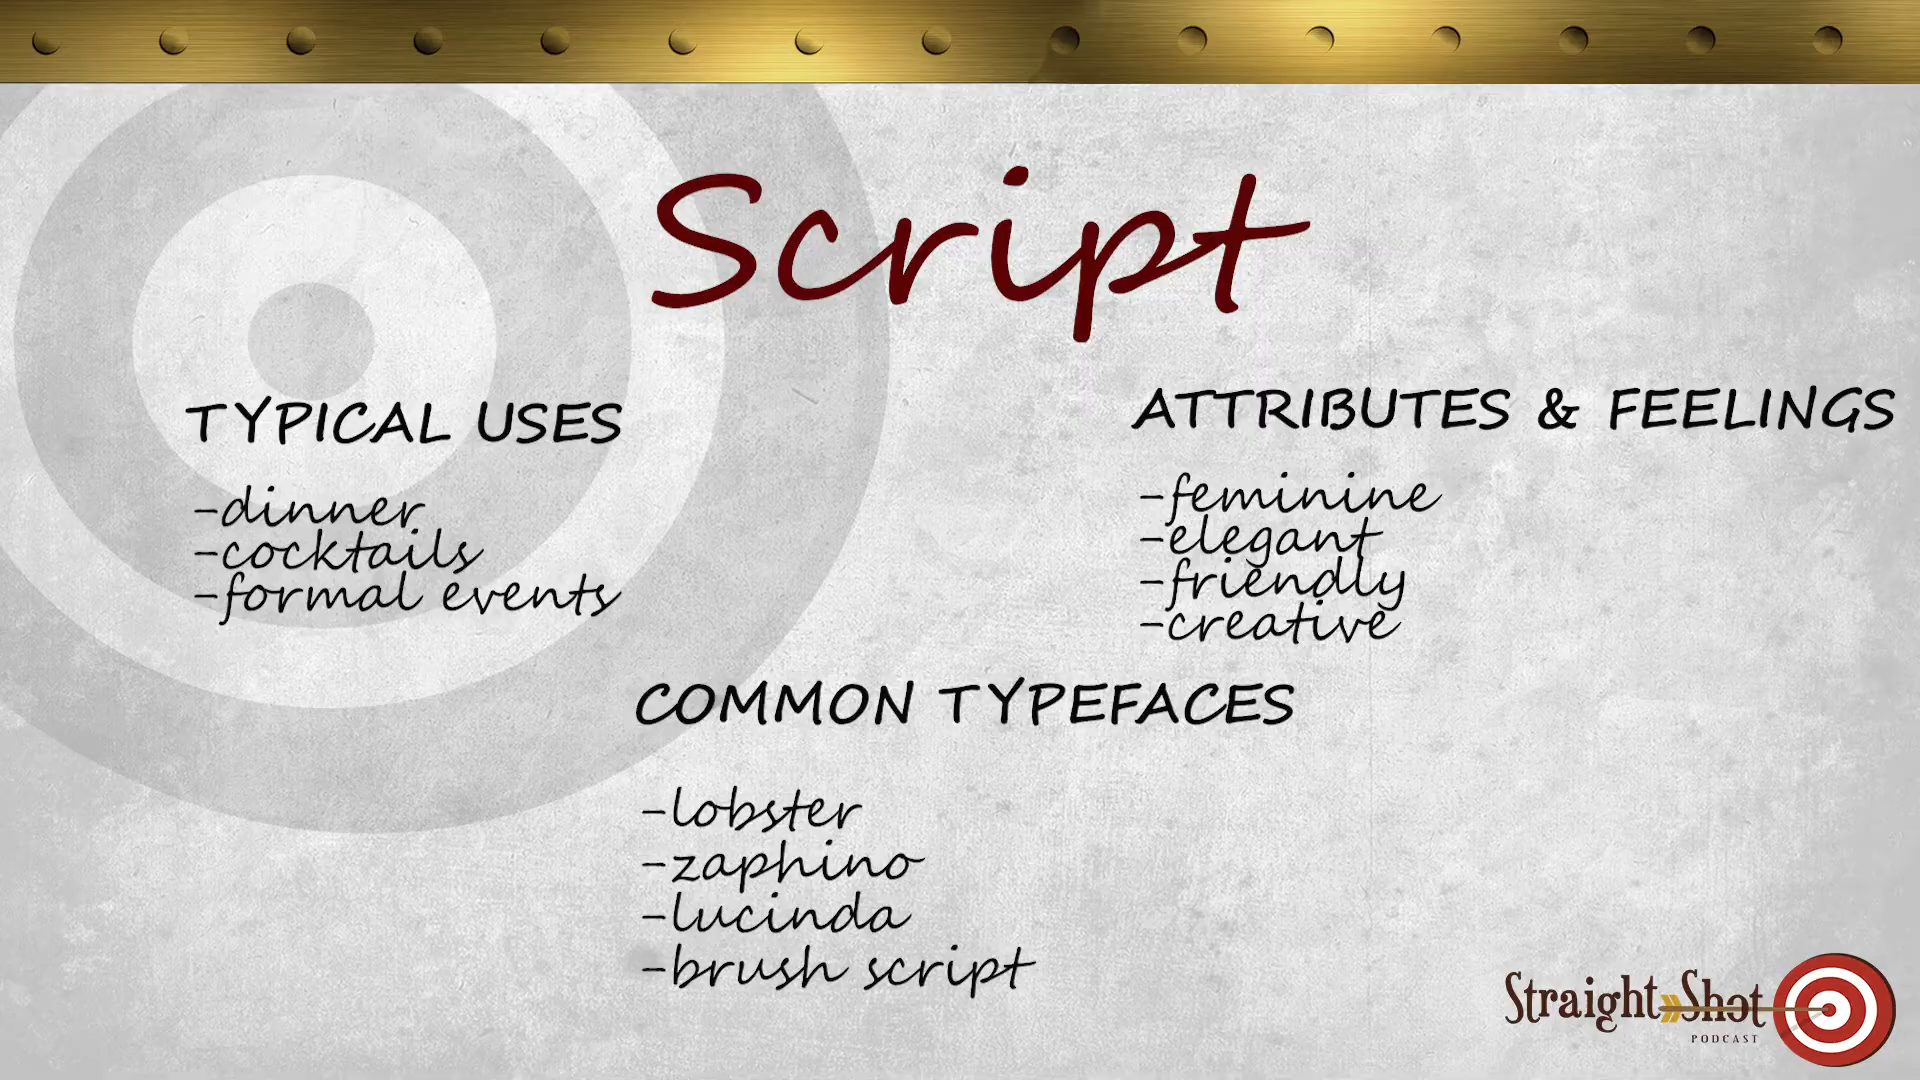 Script
TYPICAL USES
-dinner
-cocktails
-formal events
ATTRIBUTES & FEELINGS
-feminine
-elegant
-friendly
-creative
COMMON TYPEFACES
-lobster
-zaphino
-lucinda
-brush script
Straight Shot
PODCAST